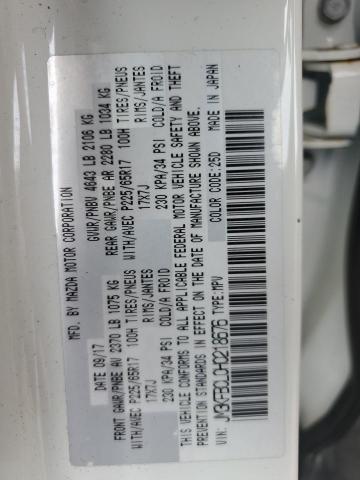 MFD. BY MAZDA MOTOR CORPORATION
DATE 09/17 GVWR/PNBV 4643 LB 2106 KG
FRONT GAWR/PNBE AV 2370 LB 1075 KG REAR GAWR/PNBE AR 2280 LB 1034 KG
WITH/AVEC P225/65R17 100H TIRES/PNEUS WITH/AVEC P225/65R17 100H TIRES/PNEUS
17X7J RIMS/JANTES 17X7J RIMS/JANTES
230 KPA/34 PSI COLD/A FROID 230 KPA/34 PSI COLD/A FROID
THIS VEHICLE CONFORMS TO ALL APPLICABLE FEDERAL MOTOR VEHICLE SAFETY AND THEFT
PREVENTION STANDARDS IN EFFECT ON THE DATE OF MANUFACTURE SHOWN ABOVE.
VIN: COLOR CODE:25D MADE IN JAPAN
JM3KFBCL0H0218676 TYPE:MPV